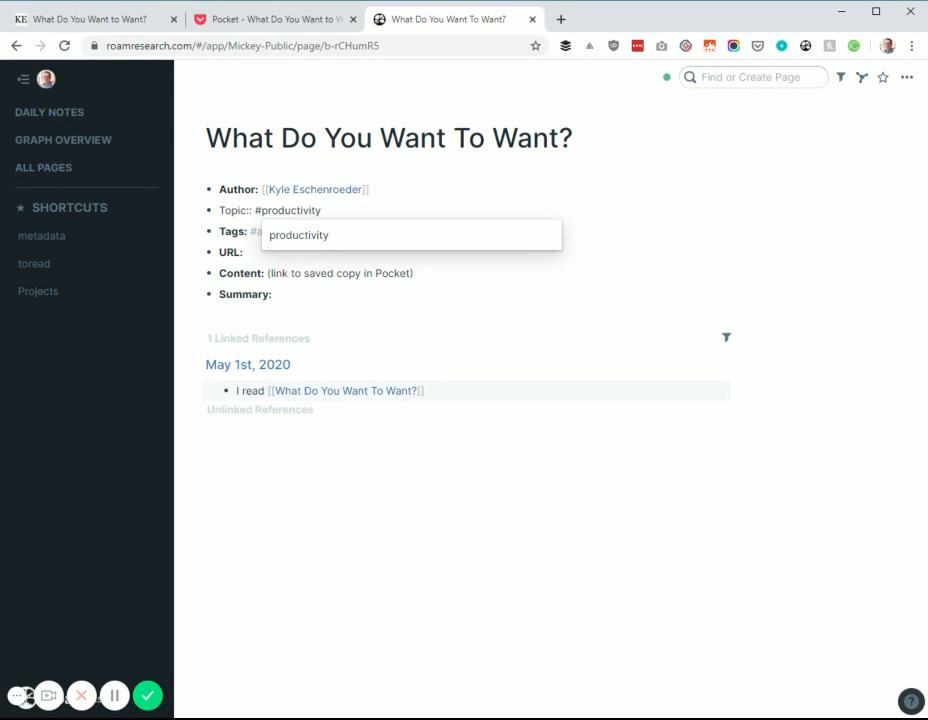 KE What Do You Want to Want?
Pocket - What Do You Want to W
What Do You Want To Want?
roamresearch.com/#/app/Mickey-Public/page/b-rCHumR5
Find or Create Page
DAILY NOTES
GRAPH OVERVIEW
ALL PAGES
★ SHORTCUTS
metadata
toread
Projects
What Do You Want To Want?
• Author: [[Kyle Eschenroeder]]
• Topic:: #productivity
• Tags: #a
productivity
• URL:
• Content: (link to saved copy in Pocket)
• Summary:
1 Linked References
May 1st, 2020
• I read [[What Do You Want To Want?]]
Unlinked References
?